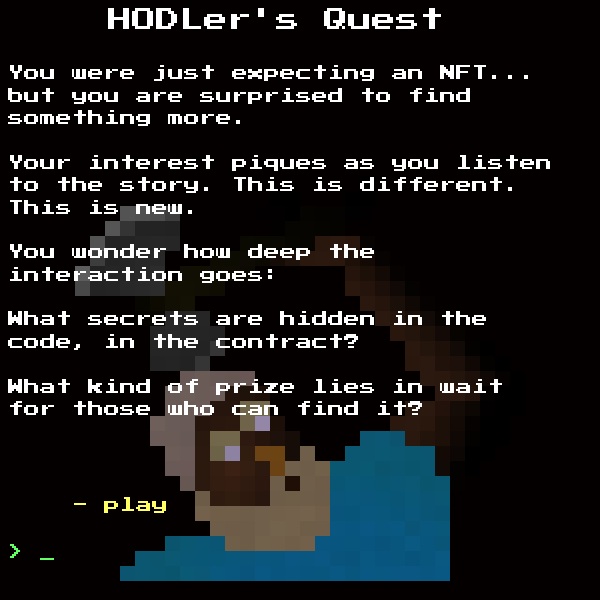 HODLer's Quest
You were just expecting an NFT...
but you are surprised to find
something more.
Your interest piques as you listen
to the story. This is different.
This is new.
You wonder how deep the
interaction goes:
What secrets are hidden in the
code, in the contract?
What kind of prize lies in wait
for those who can find it?
- play
> _